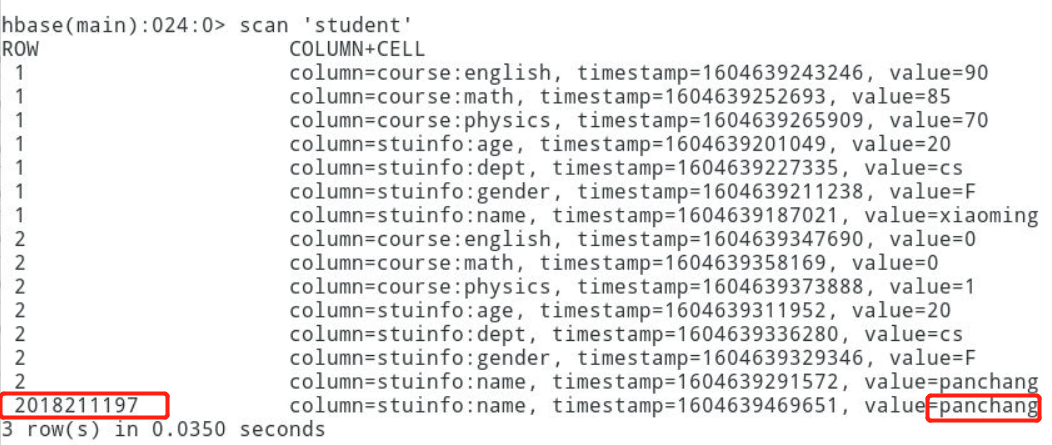 hbase(main):024:0> scan 'student'
ROW COLUMN+CELL
1 column=course:english, timestamp=1604639243246, value=90
1 column=course:math, timestamp=1604639252693, value=85
1 column=course:physics, timestamp=1604639265909, value=70
1 column=stuinfo:age, timestamp=1604639201049, value=20
1 column=stuinfo:dept, timestamp=1604639227335, value=cs
1 column=stuinfo:gender, timestamp=1604639211238, value=F
1 column=stuinfo:name, timestamp=1604639187021, value=xiaoming
2 column=course:english, timestamp=1604639347690, value=0
2 column=course:math, timestamp=1604639358169, value=0
2 column=course:physics, timestamp=1604639373888, value=1
2 column=stuinfo:age, timestamp=1604639311952, value=20
2 column=stuinfo:dept, timestamp=1604639336280, value=cs
2 column=stuinfo:gender, timestamp=1604639329346, value=F
2 column=stuinfo:name, timestamp=1604639291572, value=panchang
2018211197 column=stuinfo:name, timestamp=1604639469651, value=panchang
3 row(s) in 0.0350 seconds